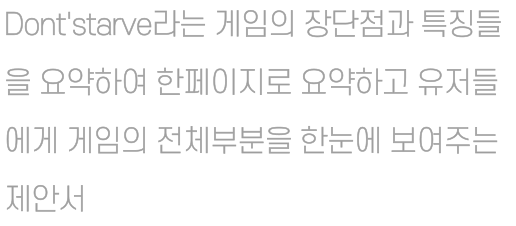 Dont'starve라는 게임의 장단점과 특징들
을 요약하여 한페이지로 요약하고 유저들
에게 게임의 전체부분을 한눈에 보여주는
제안서